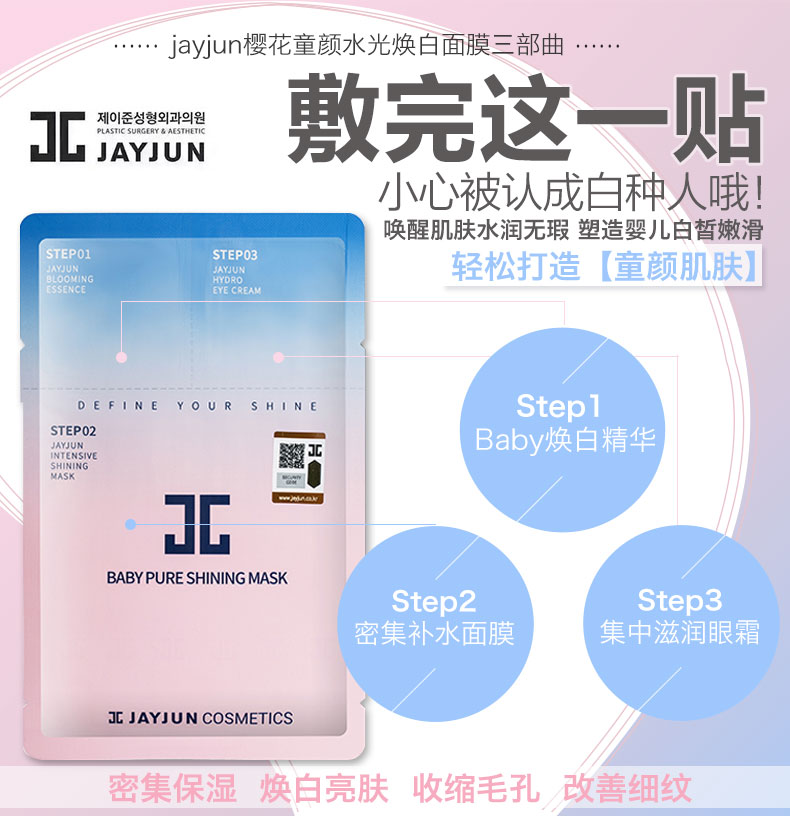 …… jayjun樱花童颜水光焕白面膜三部曲 ……
제이준성형외과의원
PLASTIC SURGERY & AESTHETIC
JAYJUN
敷完这一贴
小心被认成白种人哦!
唤醒肌肤水润无瑕 塑造婴儿白皙嫩滑
轻松打造【童颜肌肤】
STEP01
JAYJUN
BLOOMING
ESSENCE
STEP03
JAYJUN
HYDRO
EYE CREAM
DEFINE YOUR SHINE
STEP02
JAYJUN
INTENSIVE
SHINING
MASK
SECURITY
CODE
www.jayjun.co.kr
BABY PURE SHINING MASK
JAYJUN COSMETICS
Step1
Baby焕白精华
Step2
密集补水面膜
Step3
集中滋润眼霜
密集保湿 焕白亮肤 收缩毛孔 改善细纹